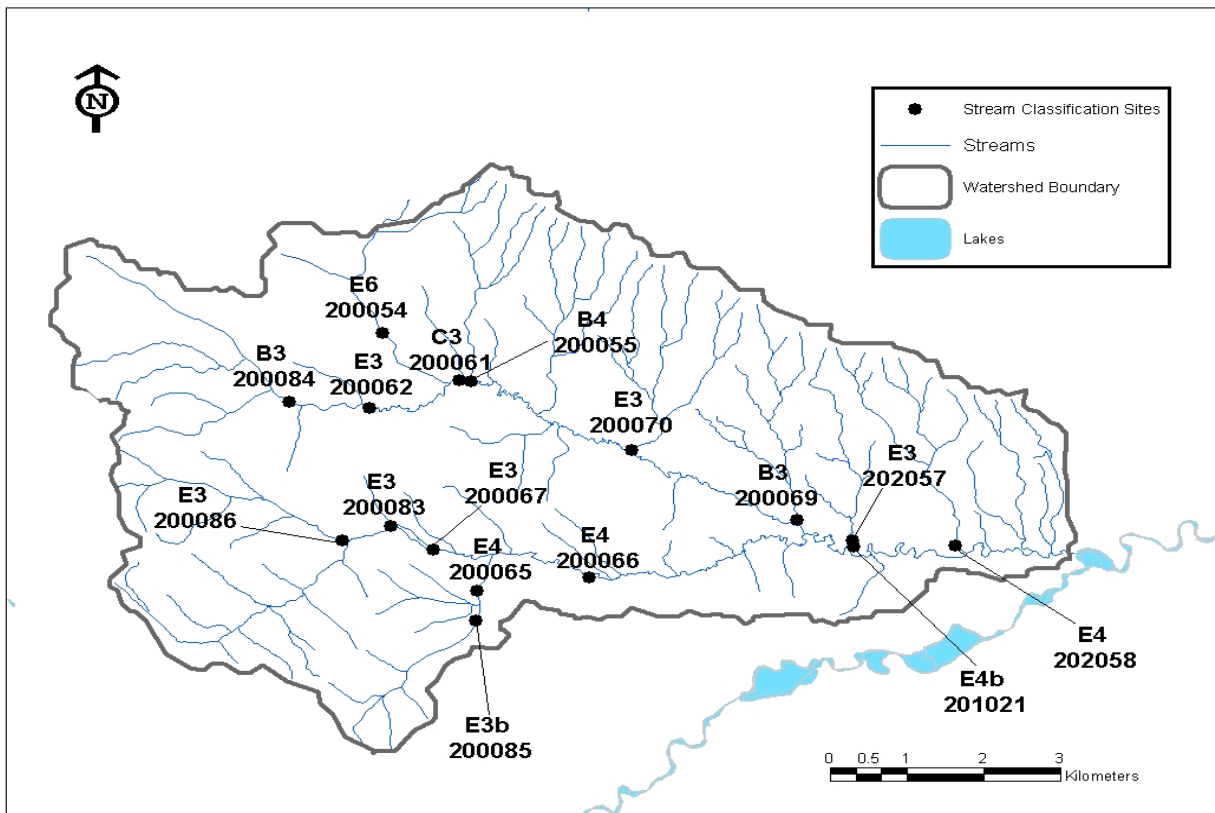 N
Stream Classification Sites
Streams
Watershed Boundary
Lakes
E6
200054
C3
200061
B4
200055
B3
200084
E3
200062
E3
200070
E3
202057
B3
200069
E3
200086
E3
200083
E3
200067
E4
200065
E4
200066
E4
202058
E4b
201021
E3b
200085
0 0.5 1 2 3
Kilometers